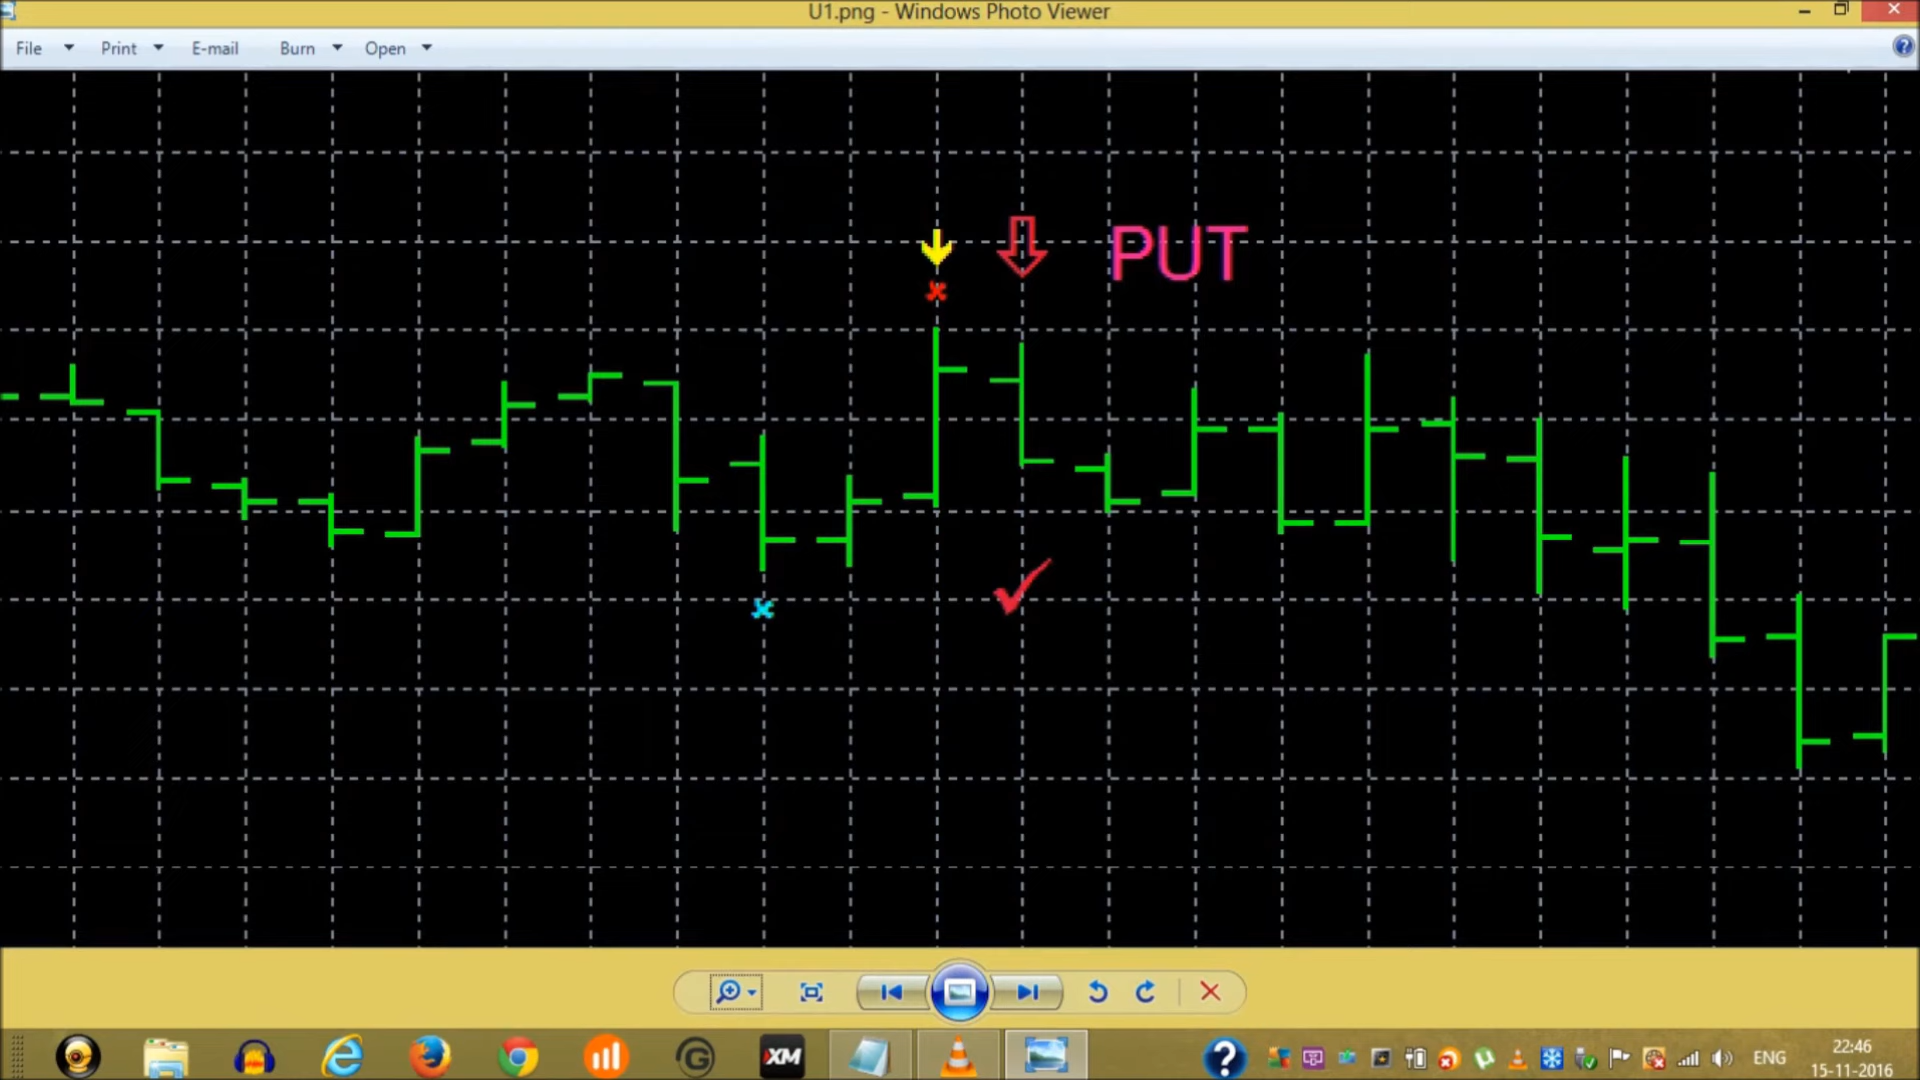 U1.png - Windows Photo Viewer
File Print E-mail Burn Open
PUT
XM
ENG
22:46
15-11-2016